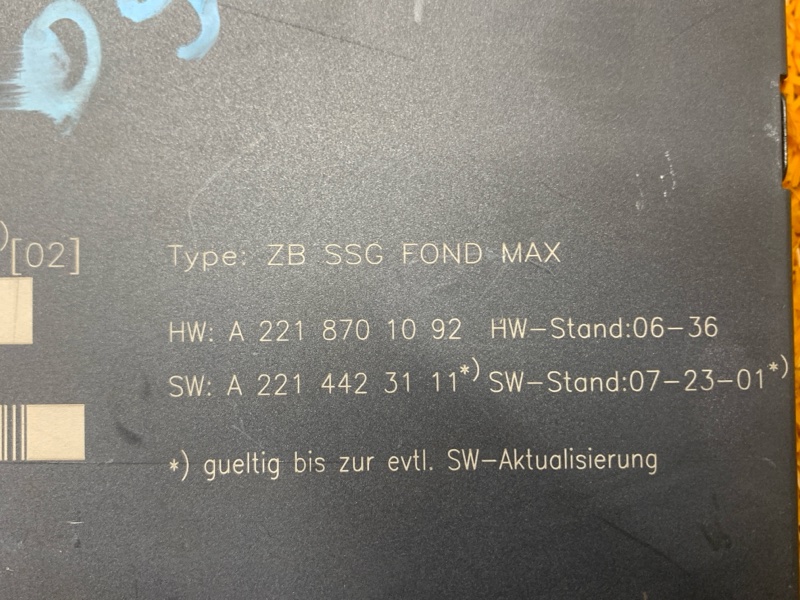 )[02]
Type: ZB SSG FOND MAX
HW: A 221 870 10 92 HW-Stand:06-36
SW: A 221 442 31 11*) SW-Stand:07-23-01*)
*) gueltig bis zur evtl. SW-Aktualisierung